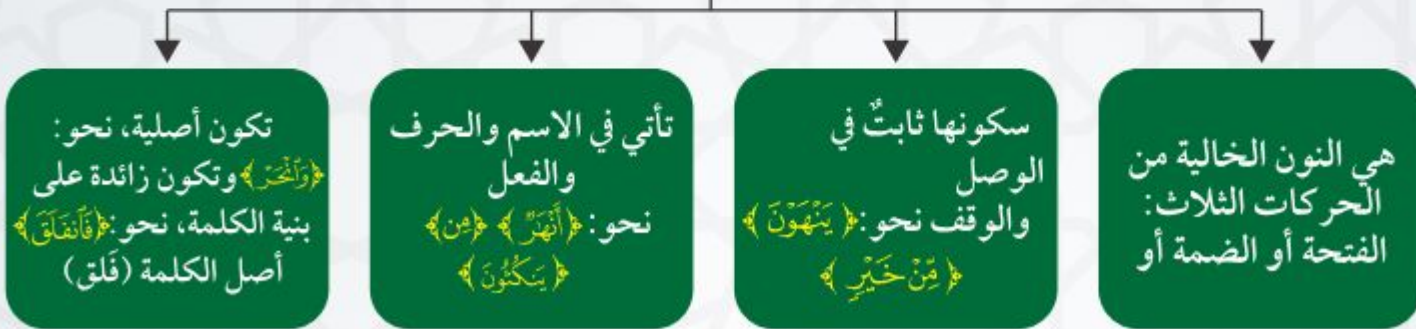 هي النون الخالية من
الحركات الثلاث:
الفتحة أو الضمة أو
سكونها ثابتٌ في
الوصل
والوقف نحو: ﴿يَنْهَوْنَ﴾
﴿مِّنْ خَيْرٍ﴾
تأتي في الاسم والحرف
والفعل
نحو: ﴿أَنْهَٰرٌ﴾ ﴿مِن﴾
﴿يَنكُثُونَ﴾
تكون أصلية، نحو:
﴿وَٱنْحَرْ﴾ وتكون زائدة على
بنية الكلمة، نحو: ﴿فَٱنفَلَقَ﴾
أصل الكلمة (فَلق)